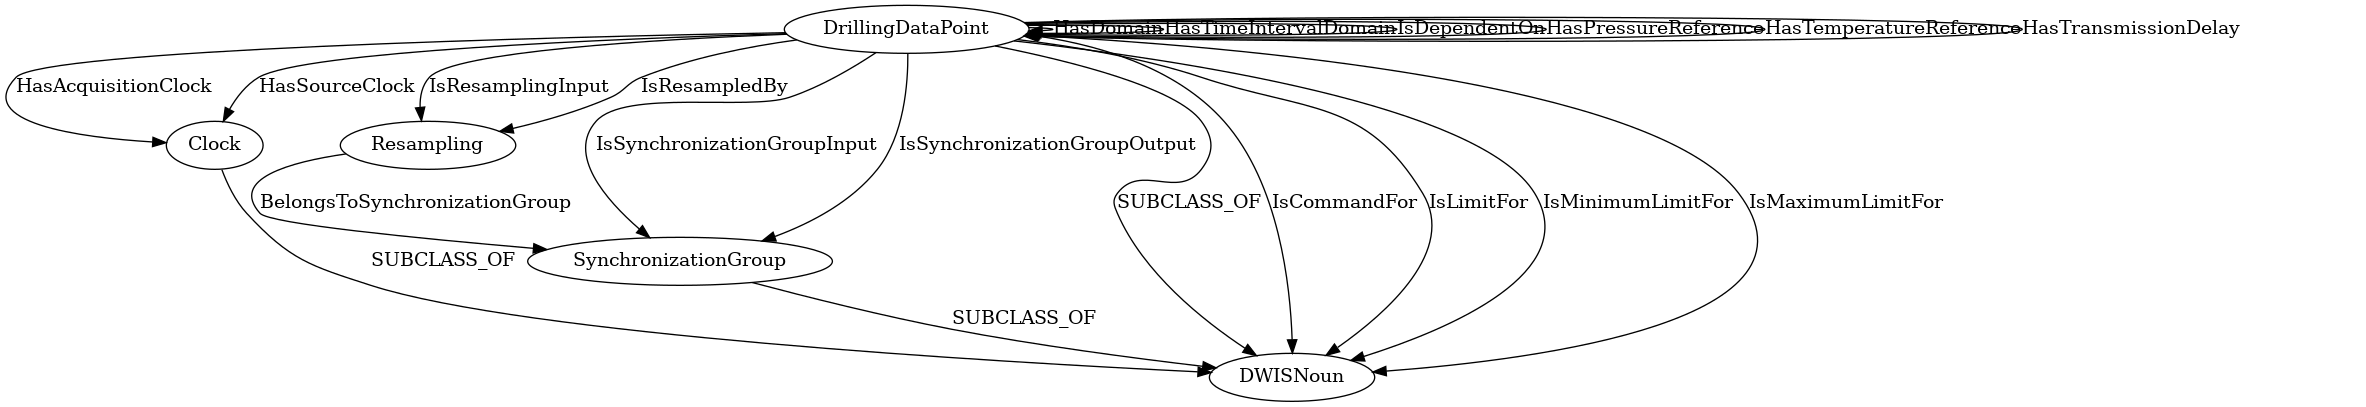 DrillingDataPoint
HasDomain
HasTimeIntervalDomain
IsDependentOn
HasPressureReference
HasTemperatureReference
HasTransmissionDelay
HasAcquisitionClock
HasSourceClock
IsResamplingInput
IsResampledBy
Clock
Resampling
IsSynchronizationGroupInput
IsSynchronizationGroupOutput
BelongsToSynchronizationGroup
SUBCLASS_OF
IsCommandFor
IsLimitFor
IsMinimumLimitFor
IsMaximumLimitFor
SUBCLASS_OF
SynchronizationGroup
SUBCLASS_OF
DWISNoun